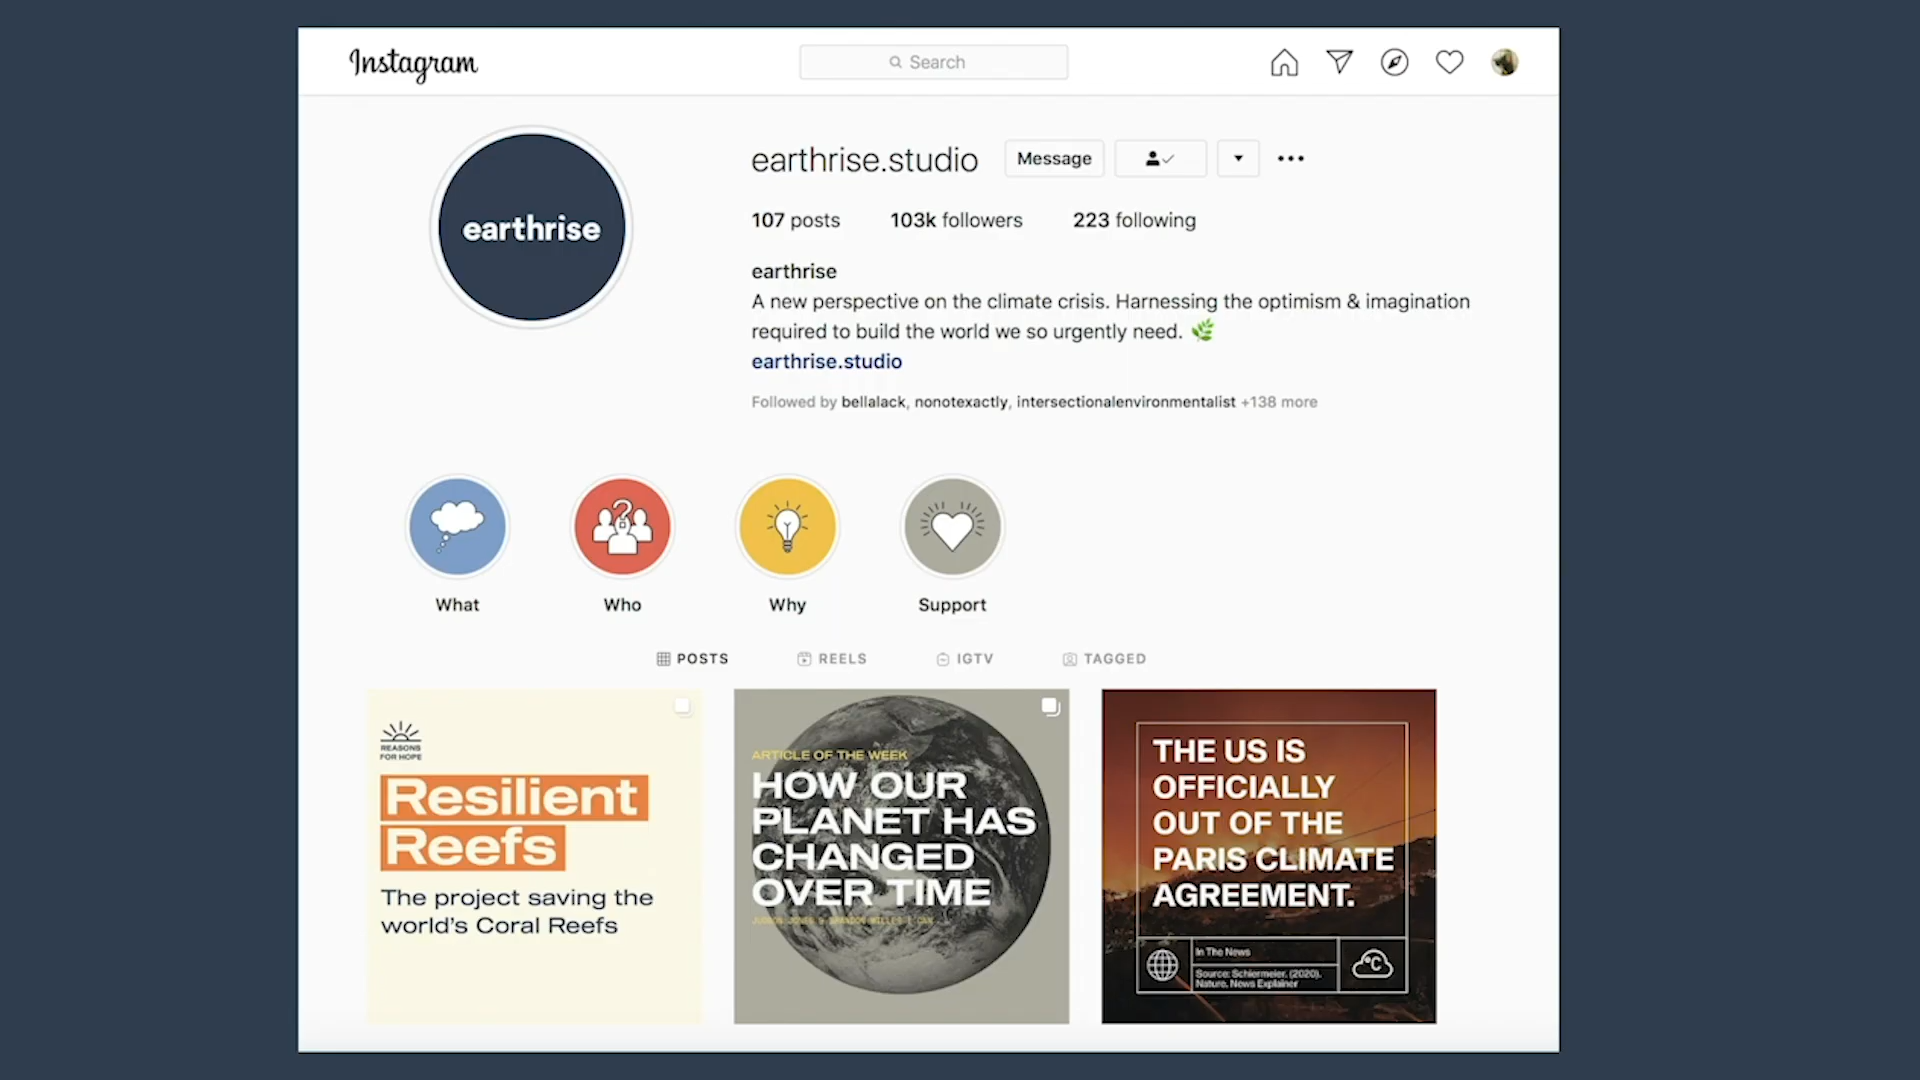 Instagram
Search
earthrise
earthrise.studio
Message
107 posts
103k followers
223 following
earthrise
A new perspective on the climate crisis. Harnessing the optimism & imagination
required to build the world we so urgently need.
earthrise.studio
Followed by bellalack, nonotexactly, intersectionalenvironmentalist +138 more
What
Who
Why
Support
POSTS
REELS
IGTV
TAGGED
REASONS
FOR HOPE
Resilient
Reefs
The project saving the
world's Coral Reefs
ARTICLE OF THE WEEK
HOW OUR
PLANET HAS
CHANGED
OVER TIME
THE US IS
OFFICIALLY
OUT OF THE
PARIS CLIMATE
AGREEMENT.
In The News
Source: Schiermeier. (2020).
Nature. News Explainer
°C